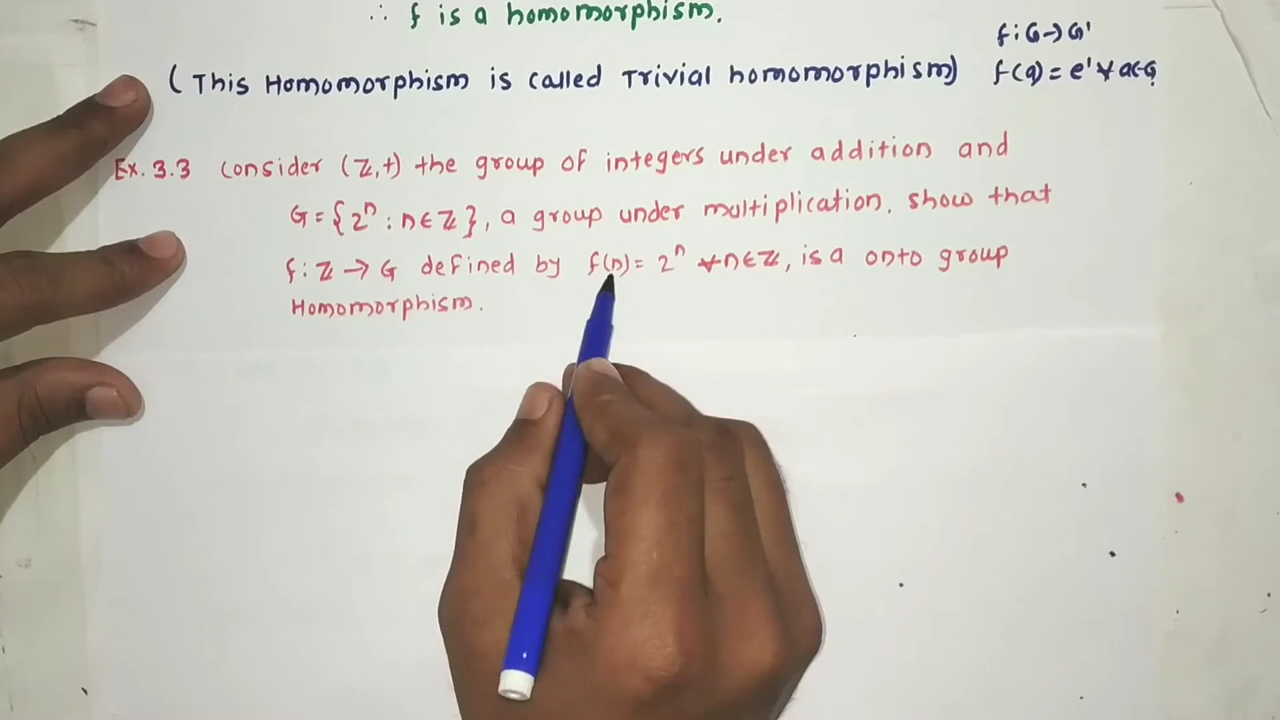 ∴ f is a homomorphism.
f : G → G'
(This Homomorphism is called Trivial homomorphism) f(a) = e' ∀ a ∈ G
Ex. 3.3 Consider (ℤ, +) the group of integers under addition and
G = {2ⁿ : n ∈ ℤ}, a group under multiplication. show that
f : ℤ → G defined by f(n) = 2ⁿ ∀ n ∈ ℤ, is a onto group
Homomorphism.